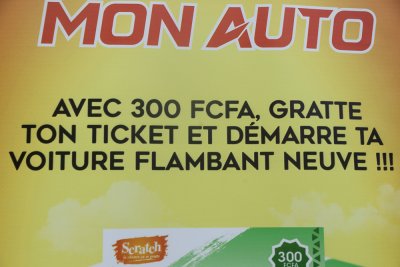 MON AUTO
AVEC 300 FCFA, GRATTE
TON TICKET ET DÉMARRE TA
VOITURE FLAMBANT NEUVE !!!
Scratch
300
FCFA